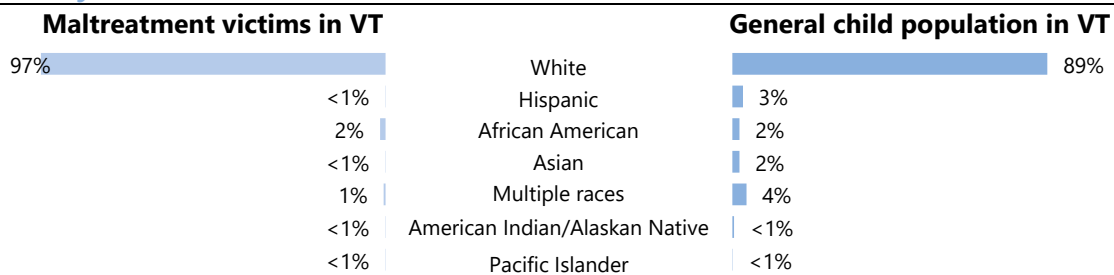 Maltreatment victims in VT General child population in VT
97% White 89%
<1% Hispanic 3%
2% African American 2%
<1% Asian 2%
1% Multiple races 4%
<1% American Indian/Alaskan Native <1%
<1% Pacific Islander <1%